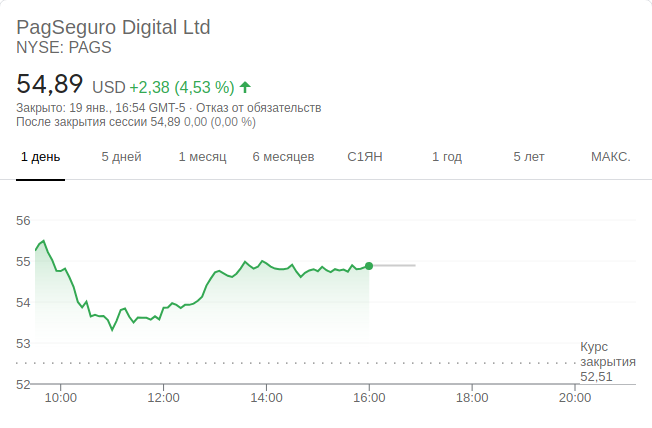 PagSeguro Digital Ltd
NYSE: PAGS
54,89 USD +2,38 (4,53 %)
Закрыто: 19 янв., 16:54 GMT-5 · Отказ от обязательств
После закрытия сессии 54,89 0,00 (0,00 %)
1 день 5 дней 1 месяц 6 месяцев С1ЯН 1 год 5 лет МАКС.
56
55
54
53
52
Курс
закрытия
52,51
10:00 12:00 14:00 16:00 18:00 20:00